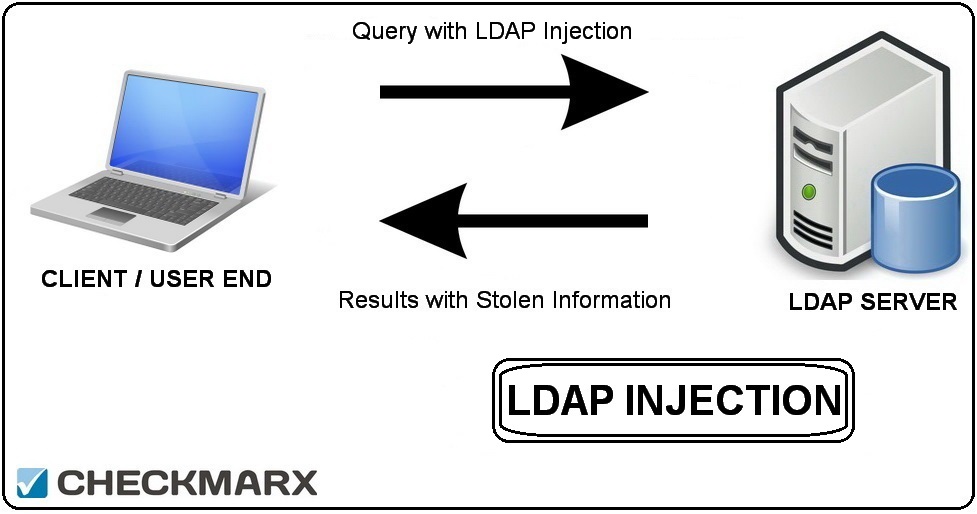 Query with LDAP Injection
CLIENT / USER END
Results with Stolen Information
LDAP SERVER
LDAP INJECTION
CHECKMARX